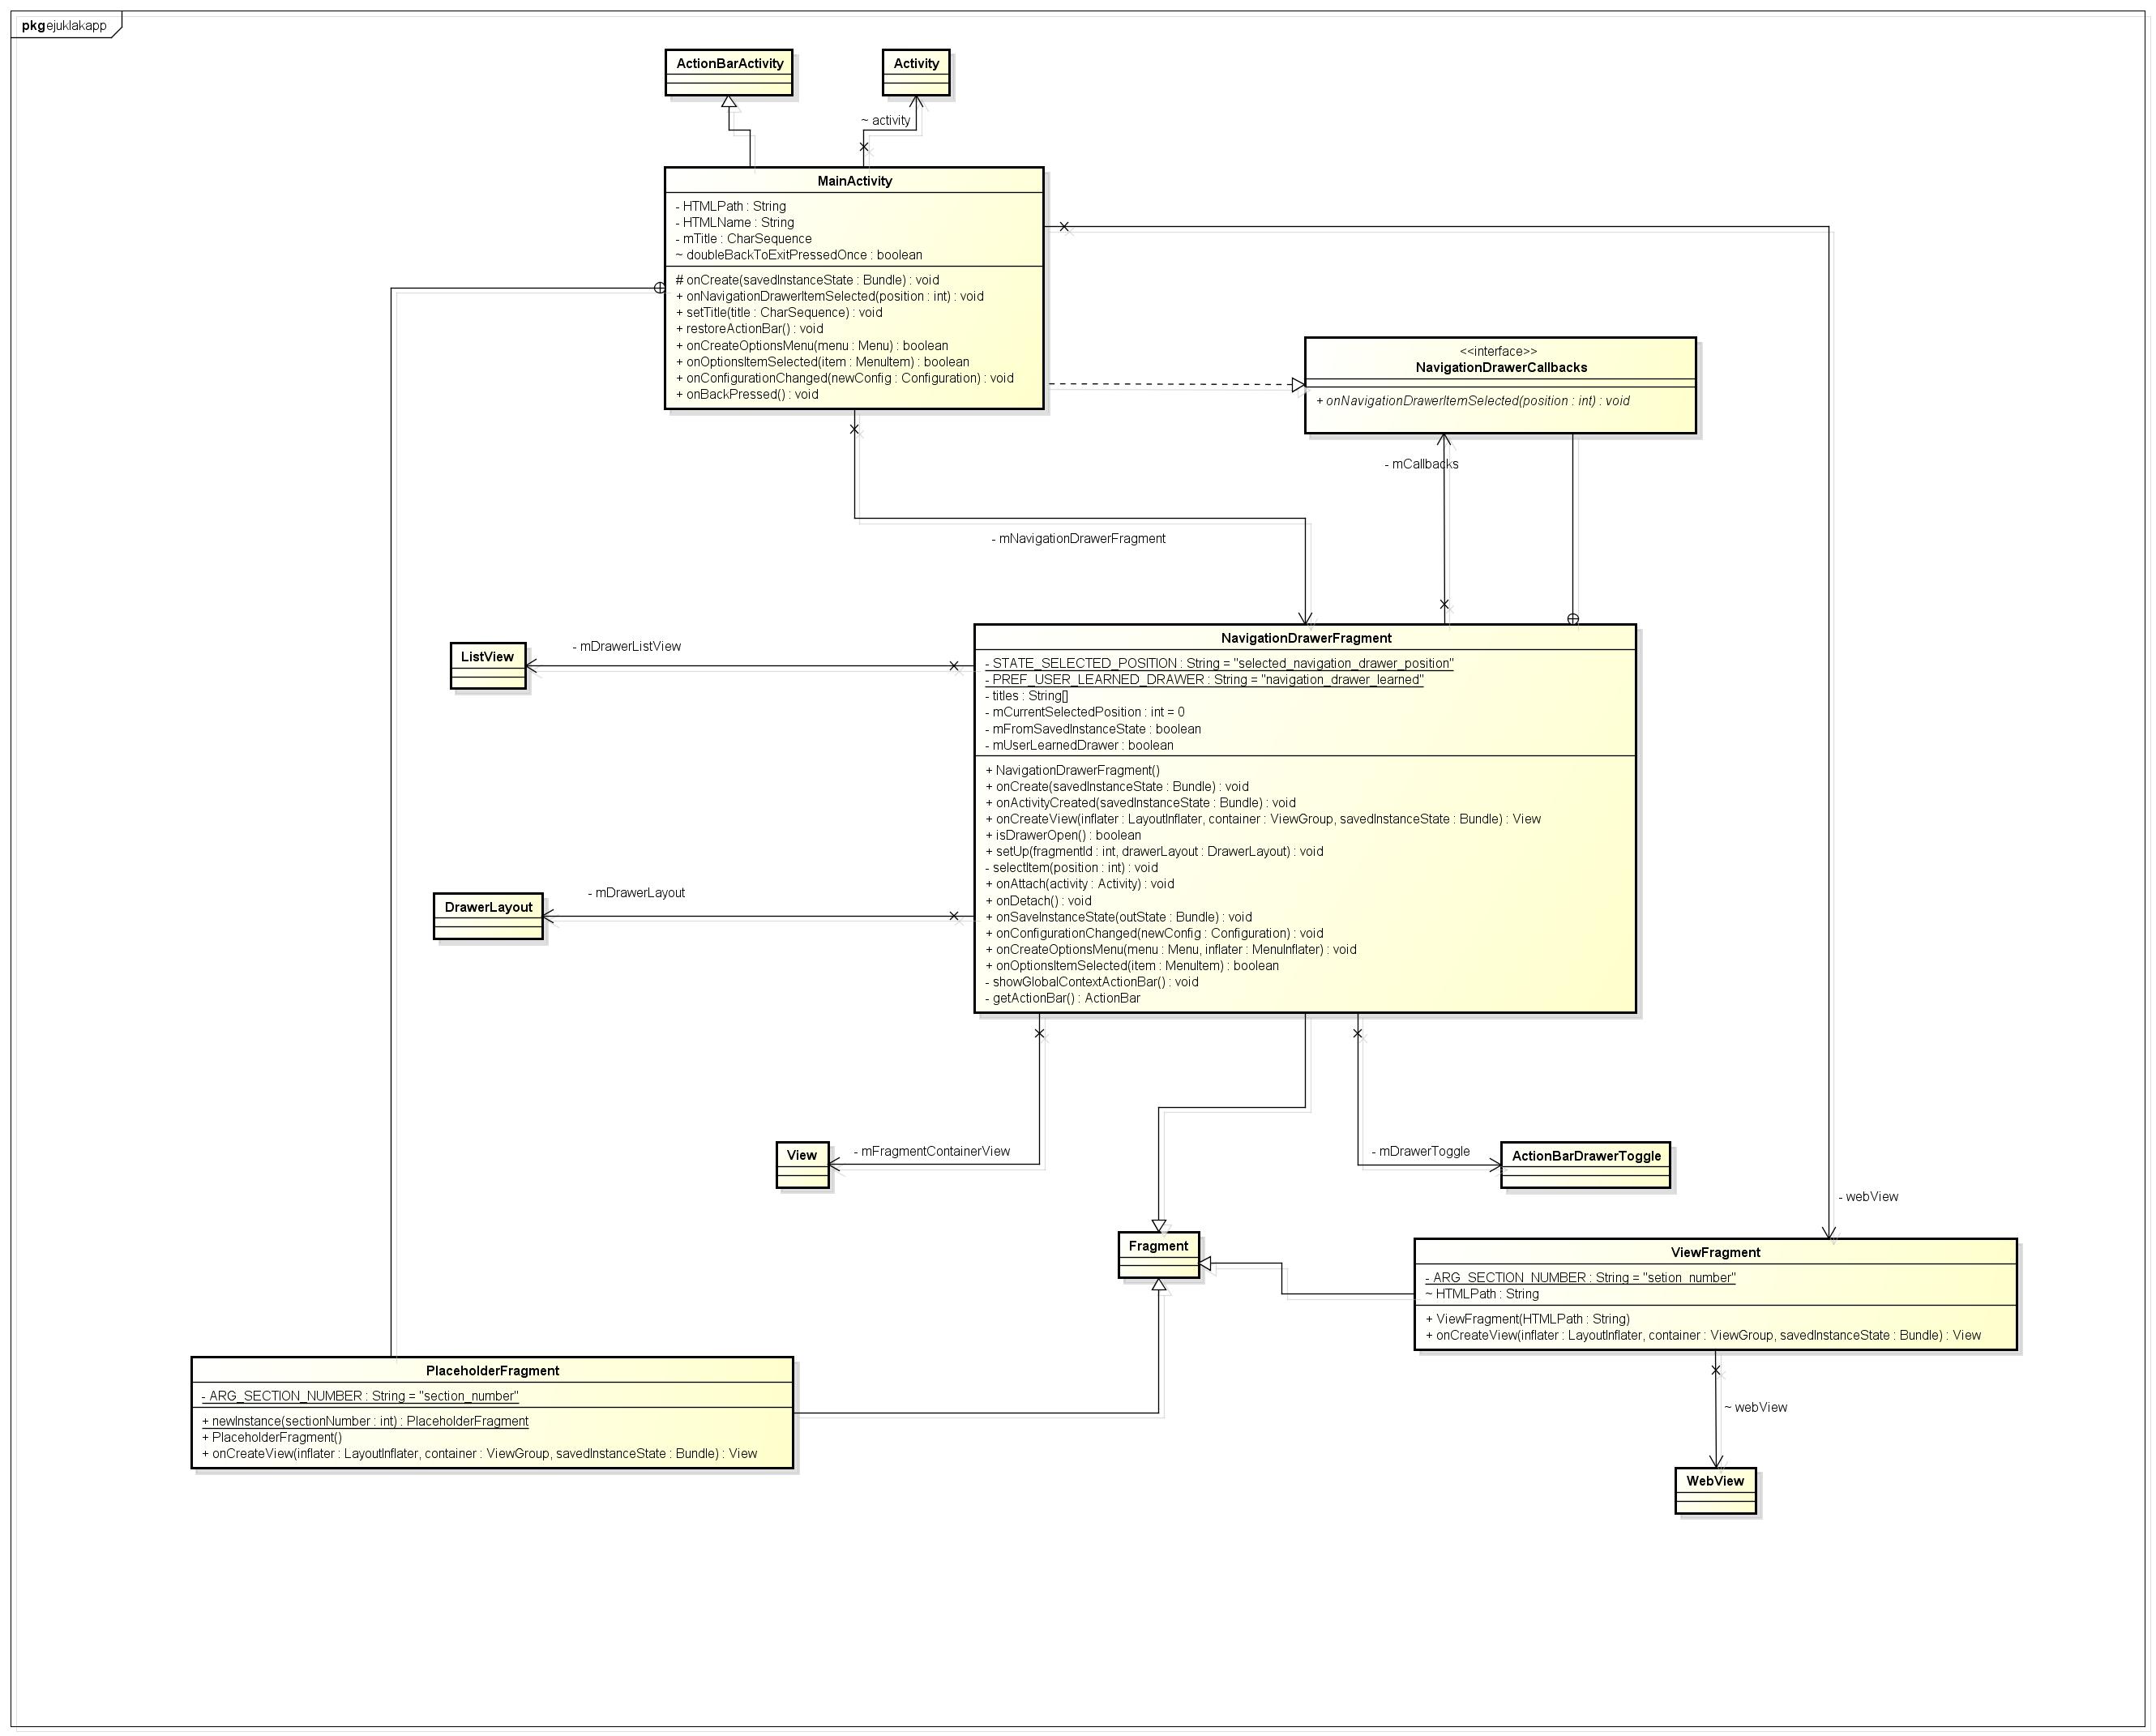 pkg ejuklakapp
ActionBarActivity
Activity
~ activity
MainActivity
- HTMLPath : String
- HTMLName : String
- mTitle : CharSequence
~ doubleBackToExitPressedOnce : boolean
# onCreate(savedInstanceState : Bundle) : void
+ onNavigationDrawerItemSelected(position : int) : void
+ setTitle(title : CharSequence) : void
+ restoreActionBar() : void
+ onCreateOptionsMenu(menu : Menu) : boolean
+ onOptionsItemSelected(item : MenuItem) : boolean
+ onConfigurationChanged(newConfig : Configuration) : void
+ onBackPressed() : void
<<interface>>
NavigationDrawerCallbacks
+ onNavigationDrawerItemSelected(position : int) : void
- mCallbacks
- mNavigationDrawerFragment
NavigationDrawerFragment
- STATE_SELECTED_POSITION : String = "selected_navigation_drawer_position"
- PREF_USER_LEARNED_DRAWER : String = "navigation_drawer_learned"
- titles : String[]
- mCurrentSelectedPosition : int = 0
- mFromSavedInstanceState : boolean
- mUserLearnedDrawer : boolean
+ NavigationDrawerFragment()
+ onCreate(savedInstanceState : Bundle) : void
+ onActivityCreated(savedInstanceState : Bundle) : void
+ onCreateView(inflater : LayoutInflater, container : ViewGroup, savedInstanceState : Bundle) : View
+ isDrawerOpen() : boolean
+ setUp(fragmentId : int, drawerLayout : DrawerLayout) : void
- selectItem(position : int) : void
+ onAttach(activity : Activity) : void
+ onDetach() : void
+ onSaveInstanceState(outState : Bundle) : void
+ onConfigurationChanged(newConfig : Configuration) : void
+ onCreateOptionsMenu(menu : Menu, inflater : MenuInflater) : void
+ onOptionsItemSelected(item : MenuItem) : boolean
- showGlobalContextActionBar() : void
- getActionBar() : ActionBar
- mDrawerListView
ListView
- mDrawerLayout
DrawerLayout
- mFragmentContainerView
View
- mDrawerToggle
ActionBarDrawerToggle
- webView
Fragment
ViewFragment
- ARG_SECTION_NUMBER : String = "setion_number"
~ HTMLPath : String
+ ViewFragment(HTMLPath : String)
+ onCreateView(inflater : LayoutInflater, container : ViewGroup, savedInstanceState : Bundle) : View
PlaceholderFragment
- ARG_SECTION_NUMBER : String = "section_number"
+ newInstance(sectionNumber : int) : PlaceholderFragment
+ PlaceholderFragment()
+ onCreateView(inflater : LayoutInflater, container : ViewGroup, savedInstanceState : Bundle) : View
~ webView
WebView